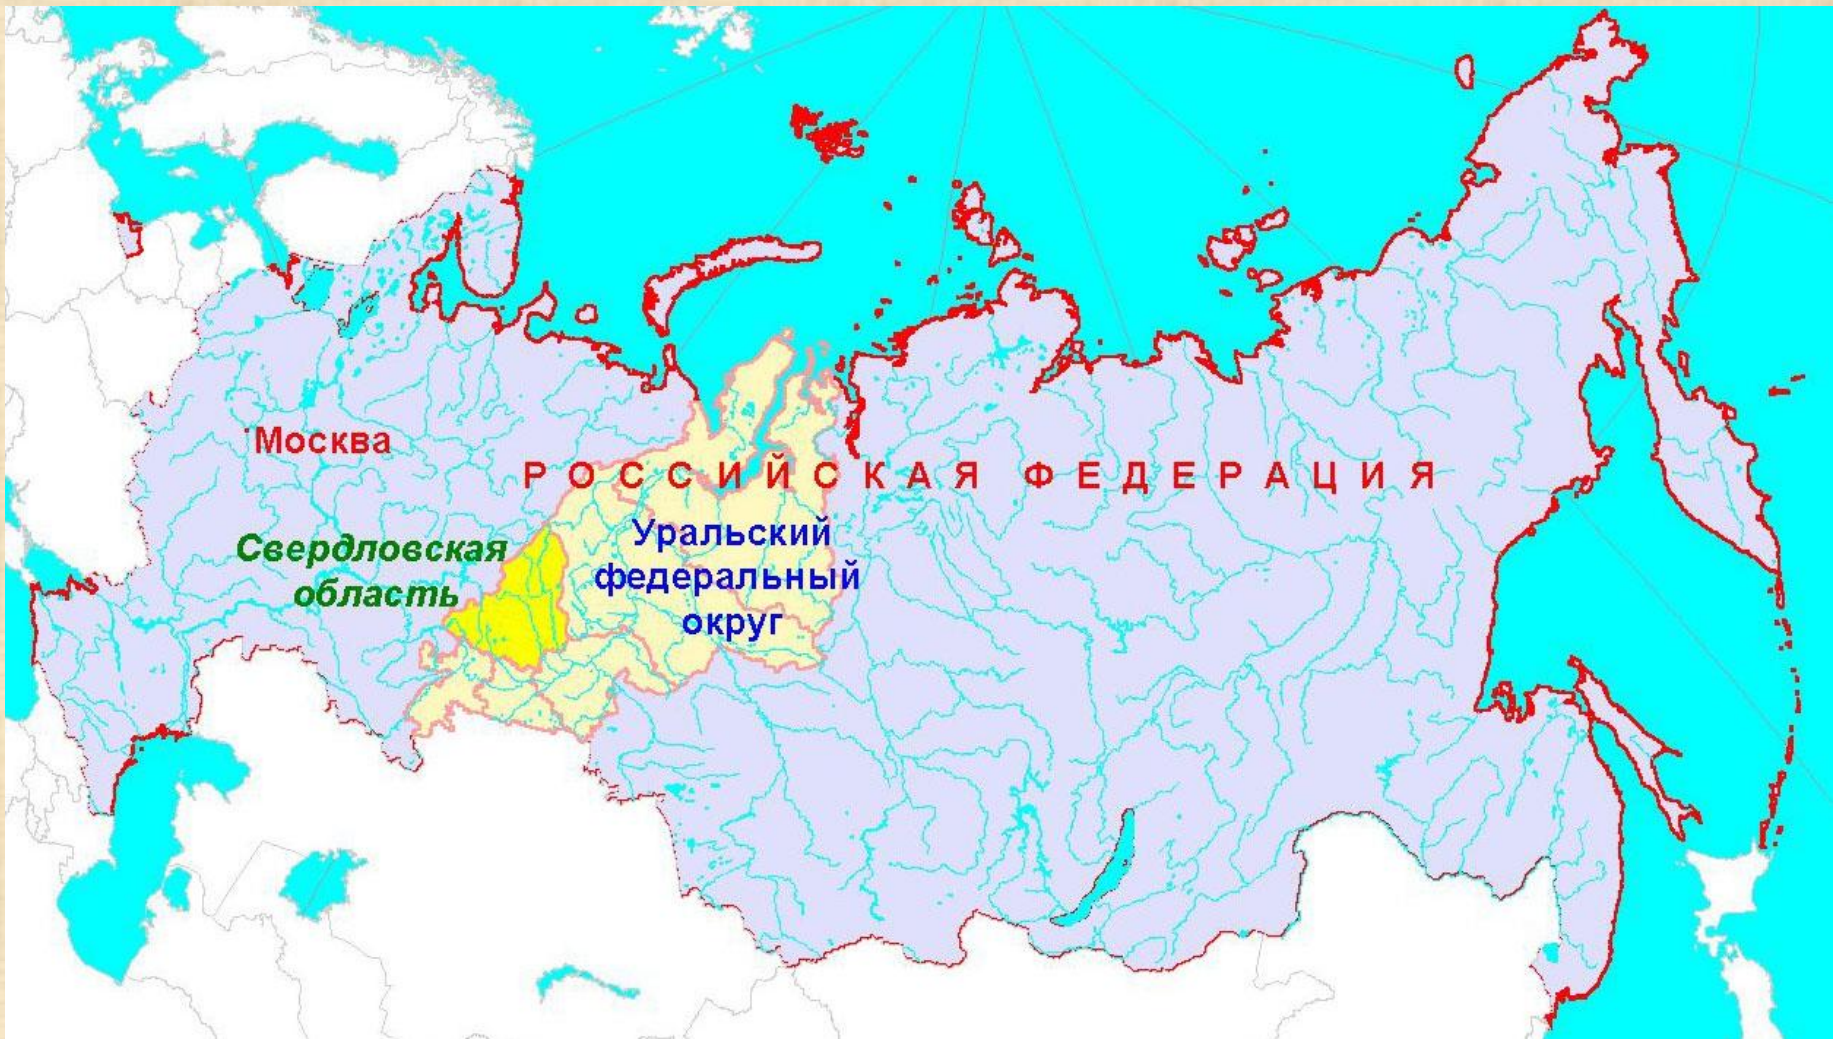 Москва
РОССИЙСКАЯ ФЕДЕРАЦИЯ
Уральский
федеральный
округ
Свердловская
область